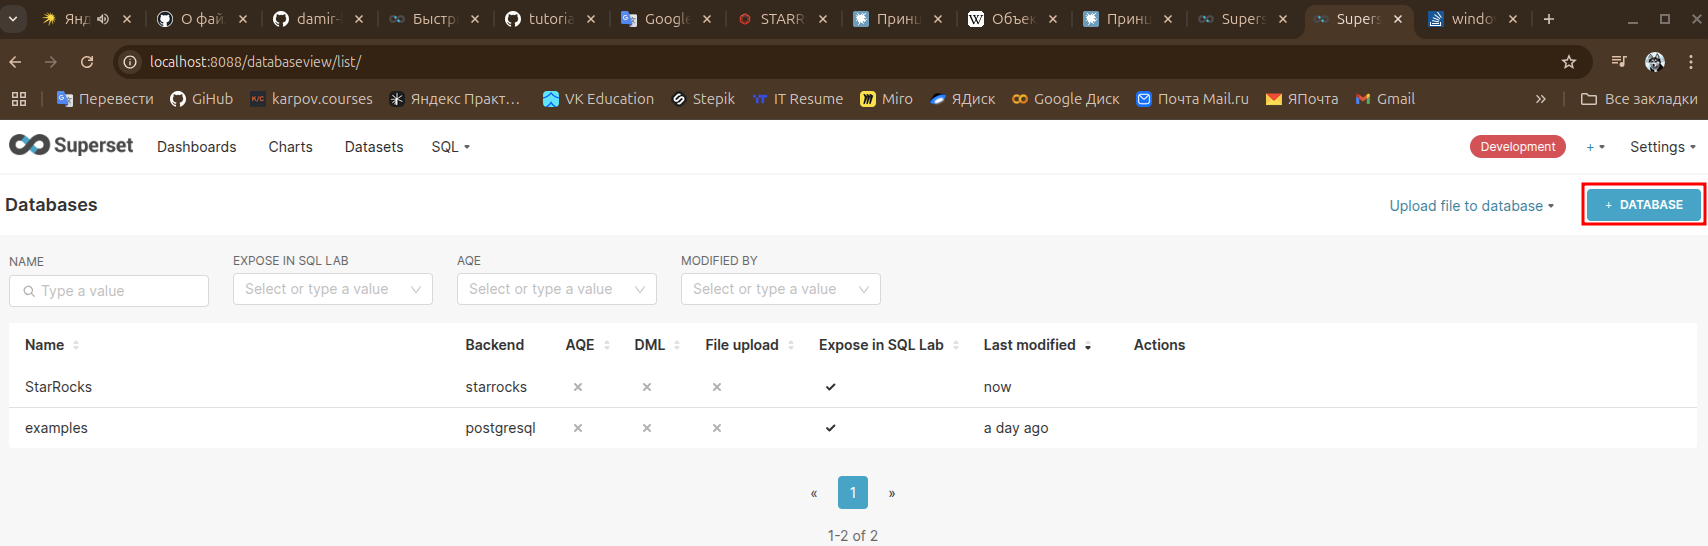 Янд
О фай
damir-
Быстр
tutoria
Google
STARR
Принц
Объек
Принц
Supers
Supers
window
localhost:8088/databaseview/list/
Перевести
GiHub
K/C karpov.courses
Яндекс Практ...
VK Education
Stepik
IT Resume
Miro
ЯДиск
Google Диск
Почта Mail.ru
ЯПочта
Gmail
»
Все закладки
Superset
Dashboards
Charts
Datasets
SQL
Development
+
Settings
Databases
Upload file to database
+ DATABASE
NAME
EXPOSE IN SQL LAB
AQE
MODIFIED BY
Type a value
Select or type a value
Select or type a value
Select or type a value
Name Backend AQE DML File upload Expose in SQL Lab Last modified Actions
StarRocks starrocks now
examples postgresql a day ago
« 1 »
1-2 of 2